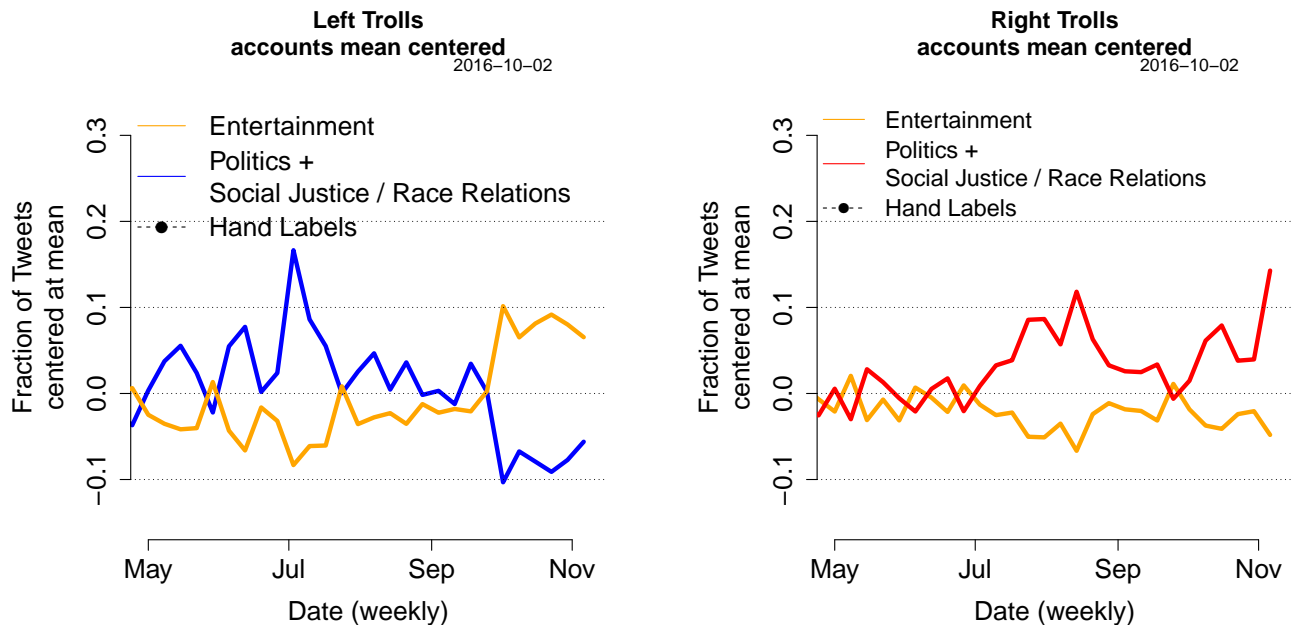 Left Trolls
accounts mean centered
2016−10−02
Entertainment
Politics +
Social Justice / Race Relations
Hand Labels
Fraction of Tweets
centered at mean
0.3
0.2
0.1
0.0
−0.1
May
Jul
Sep
Nov
Date (weekly)
Right Trolls
accounts mean centered
2016−10−02
Entertainment
Politics +
Social Justice / Race Relations
Hand Labels
Fraction of Tweets
centered at mean
0.3
0.2
0.1
0.0
−0.1
May
Jul
Sep
Nov
Date (weekly)